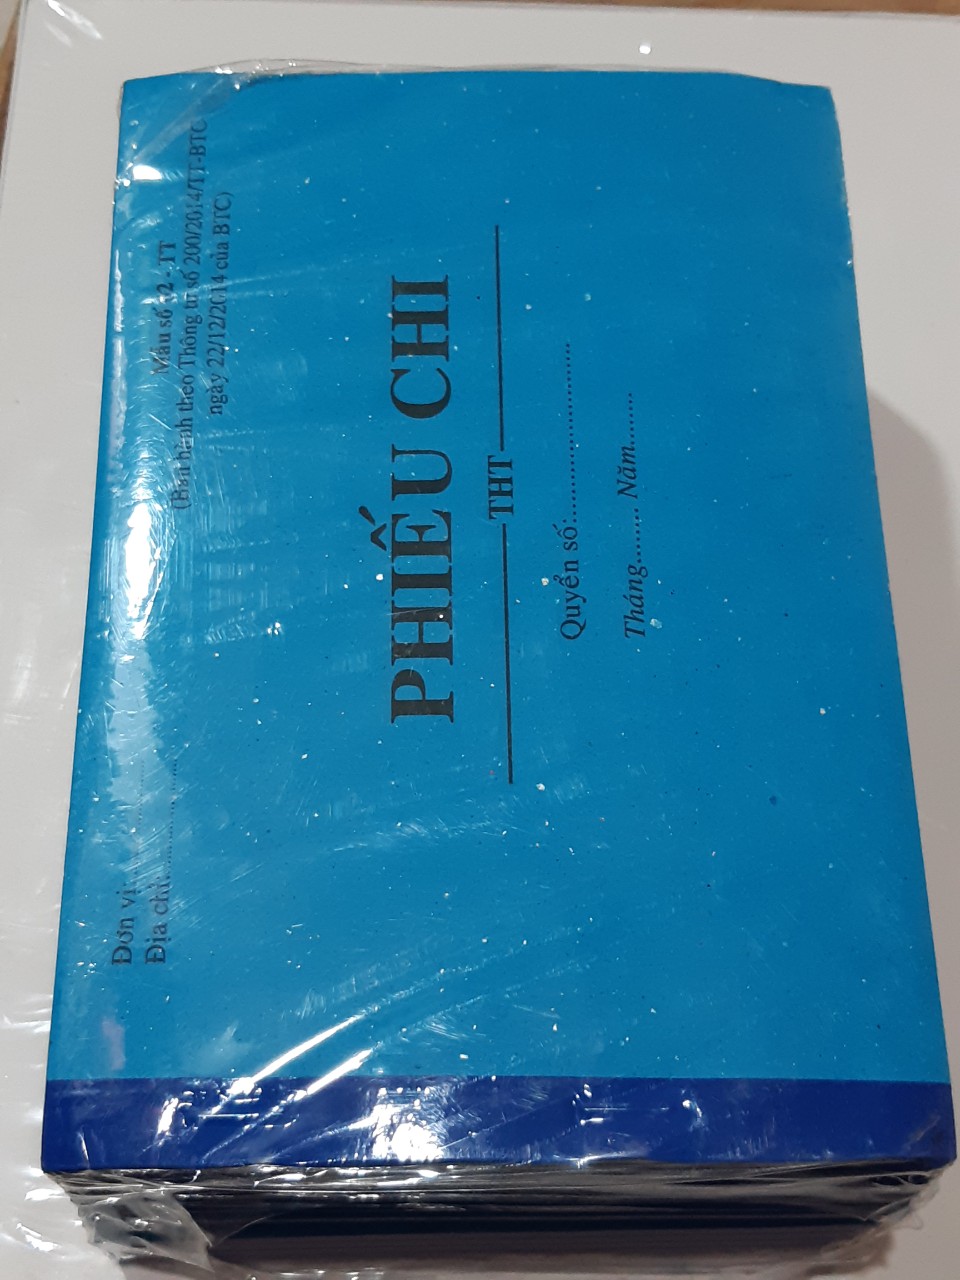 Đơn vị:......................
Địa chỉ:......................
Mẫu số 02 - TT
(Ban hành theo Thông tư số 200/2014/TT-BTC
ngày 22/12/2014 của BTC)
PHIẾU CHI
THT
Quyển số:............................
Tháng......... Năm.........